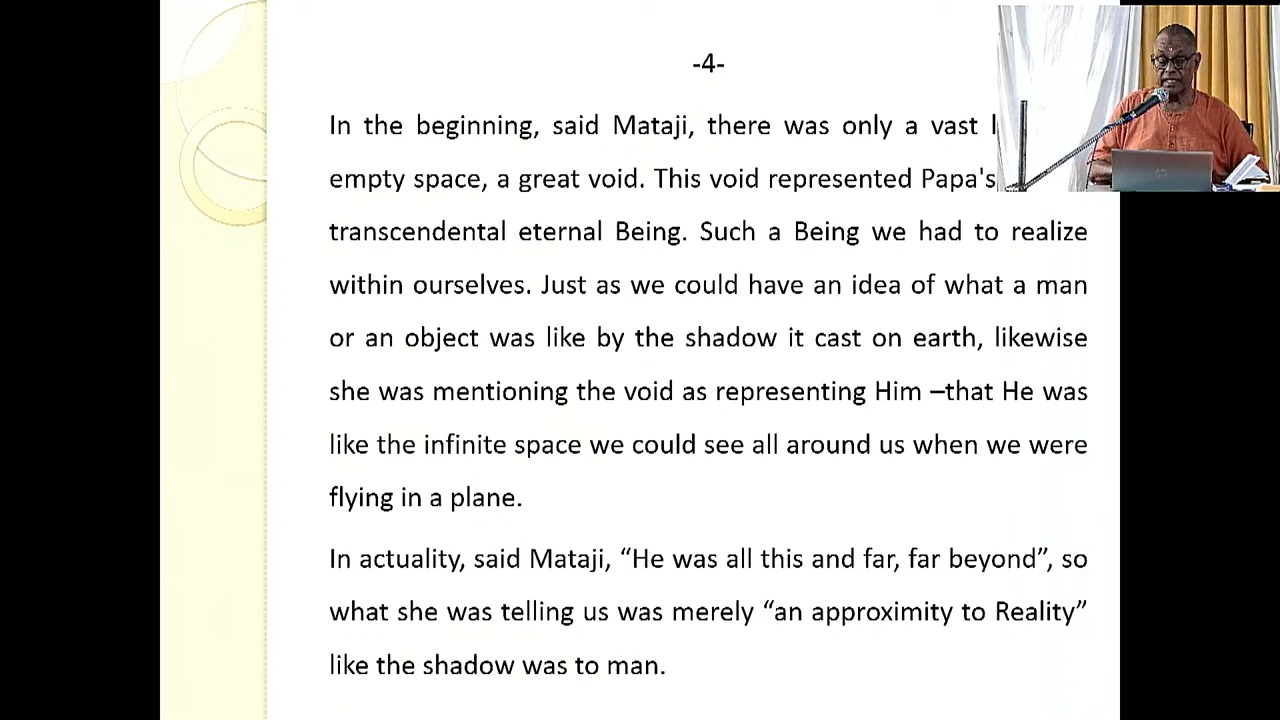 -4-
In the beginning, said Mataji, there was only a vast
empty space, a great void. This void represented Papa's
transcendental eternal Being. Such a Being we had to realize
within ourselves. Just as we could have an idea of what a man
or an object was like by the shadow it cast on earth, likewise
she was mentioning the void as representing Him –that He was
like the infinite space we could see all around us when we were
flying in a plane.
In actuality, said Mataji, “He was all this and far, far beyond”, so
what she was telling us was merely “an approximity to Reality”
like the shadow was to man.